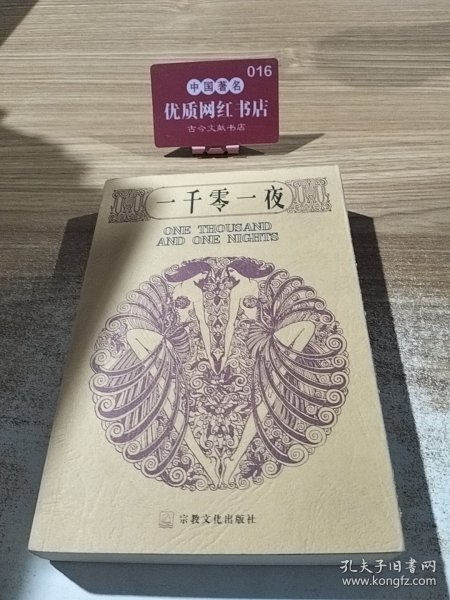 016
中国著名
优质网红书店
古今文献书店
一千零一夜
ONE THOUSAND
AND ONE NIGHTS
宗教文化出版社
孔夫子旧书网
www.kongfz.com